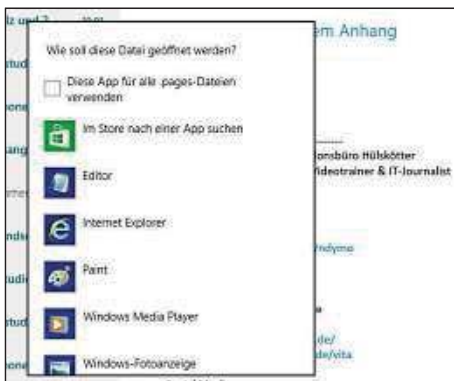 em Anhang
Wie soll diese Datei geöffnet werden?
Diese App für alle .pages-Dateien
verwenden
Im Store nach einer App suchen
Editor
Internet Explorer
Paint
Windows Media Player
Windows-Fotoanzeige
onsbüro Hülskötter
Videotrainer & IT-Journalist
/ndymo
de/
de/vita